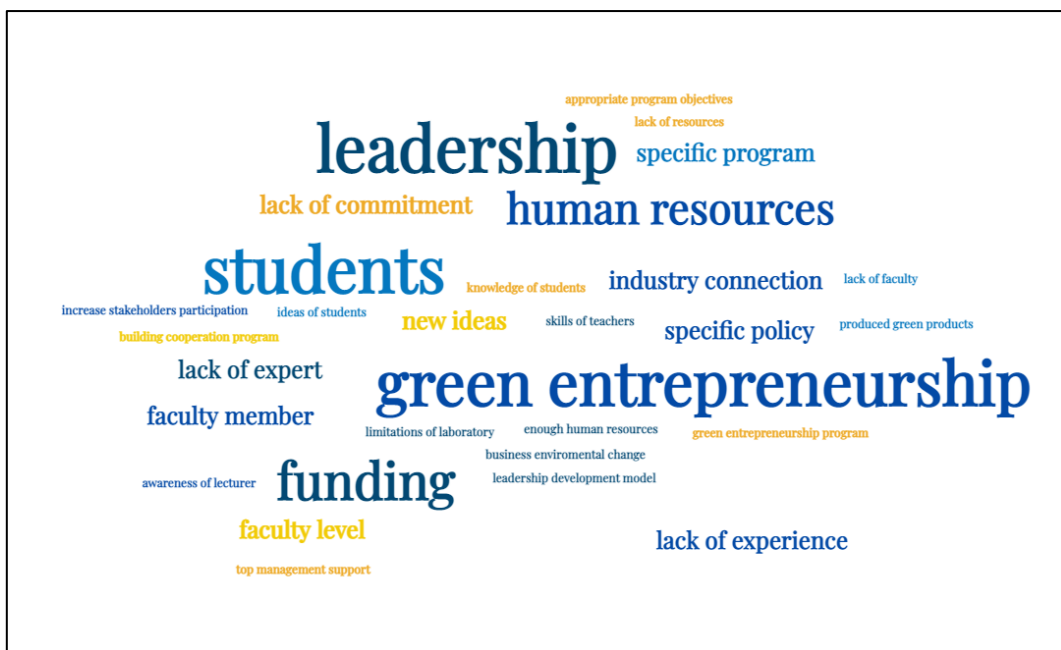 appropriate program objectives
lack of resources
leadership
specific program
lack of commitment
human resources
students
knowledge of students
industry connection
lack of faculty
increase stakeholders participation
ideas of students
new ideas
skills of teachers
specific policy
produced green products
building cooperation program
lack of expert
green entrepreneurship
faculty member
limitations of laboratory
enough human resources
green entrepreneurship program
business enviromental change
funding
leadership development model
awareness of lecturer
faculty level
lack of experience
top management support